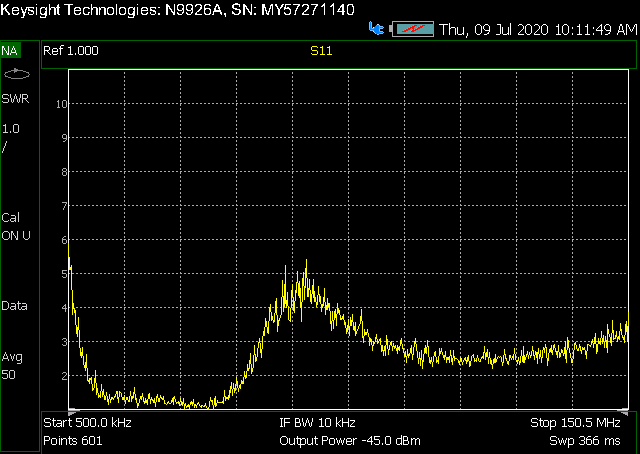 Keysight Technologies: N9926A, SN: MY57271140
Thu, 09 Jul 2020 10:11:49 AM
NA
Ref 1.000
S11
SWR
1.0
/
Cal
ON U
Data
Avg
50
10
9
8
7
6
5
4
3
2
Start 500.0 kHz
IF BW 10 kHz
Stop 150.5 MHz
Points 601
Output Power -45.0 dBm
Swp 366 ms